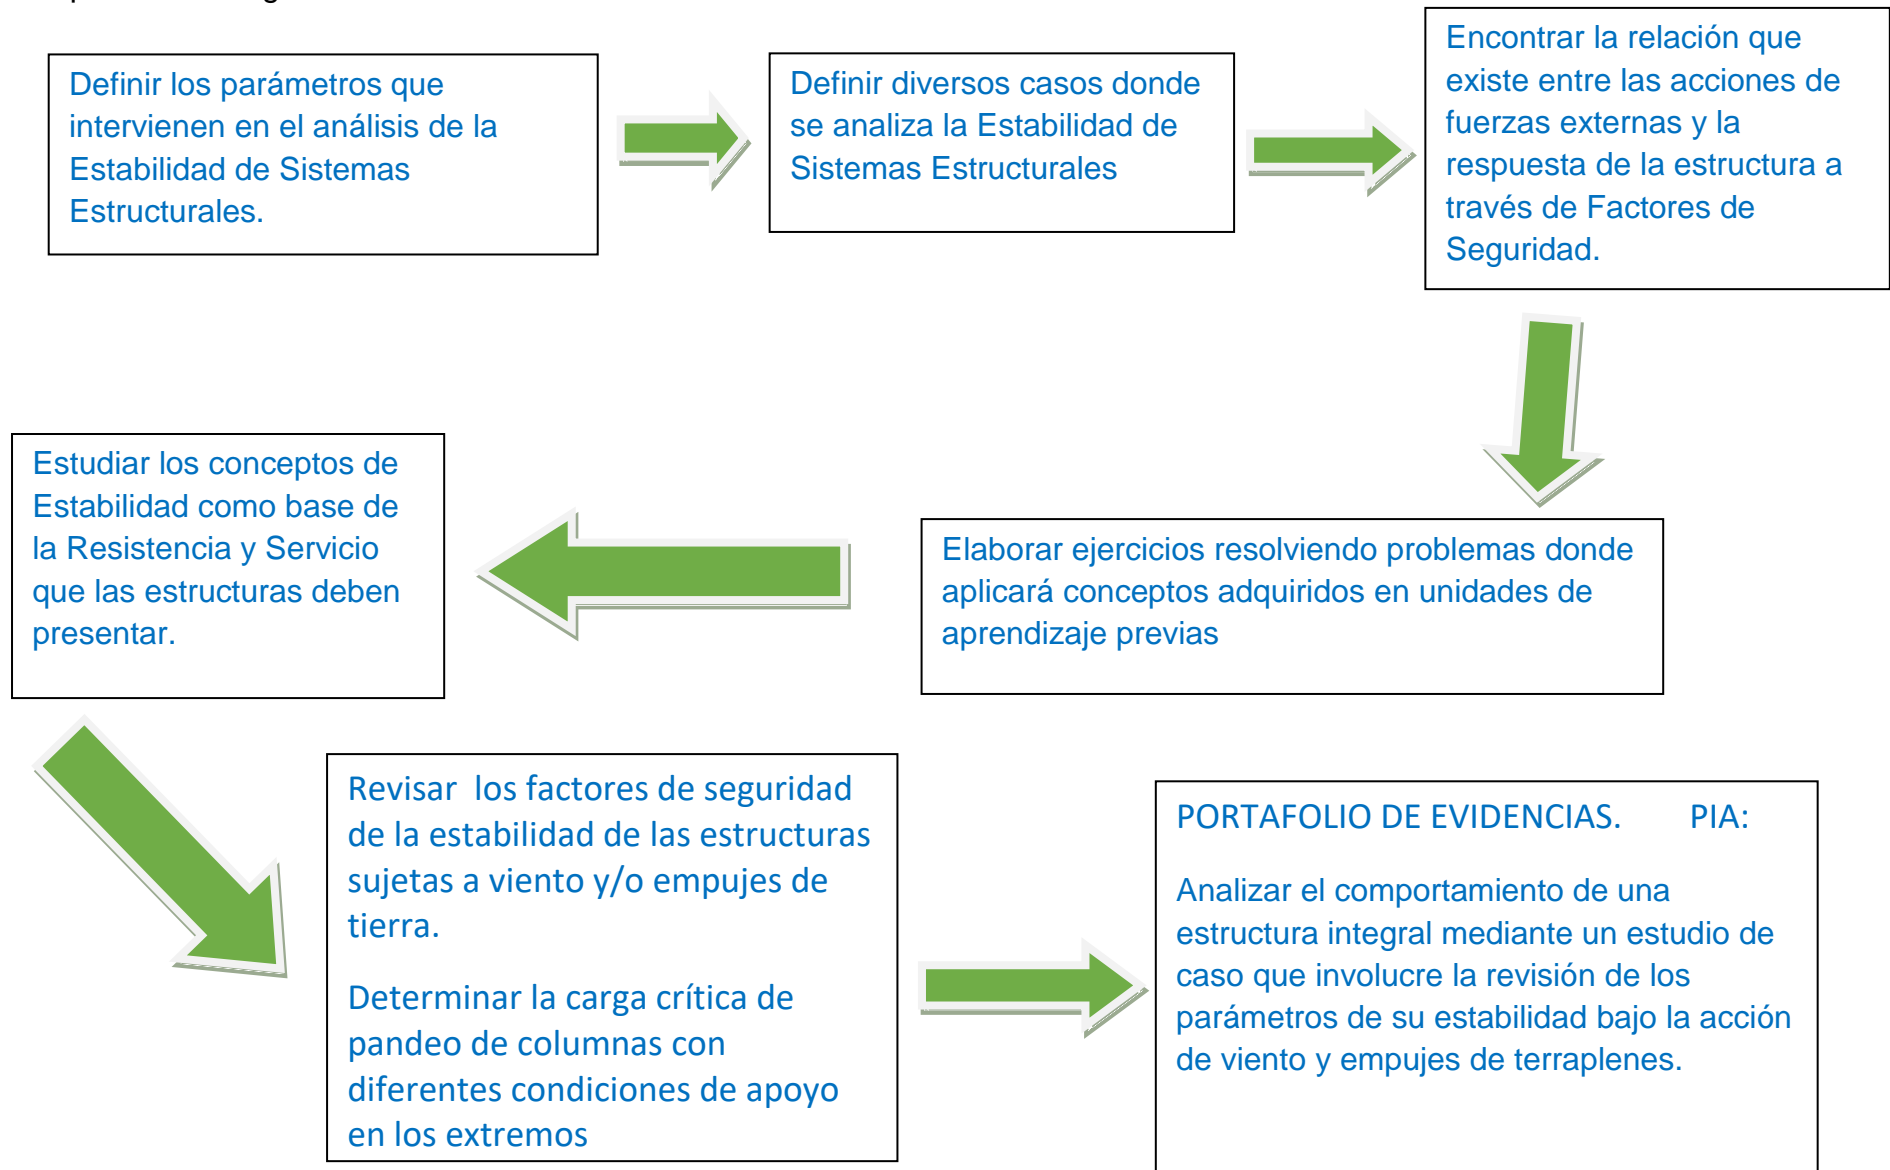 Definir los parámetros que
intervienen en el análisis de la
Estabilidad de Sistemas
Estructurales.
Definir diversos casos donde
se analiza la Estabilidad de
Sistemas Estructurales
Encontrar la relación que
existe entre las acciones de
fuerzas externas y la
respuesta de la estructura a
través de Factores de
Seguridad.
Elaborar ejercicios resolviendo problemas donde
aplicará conceptos adquiridos en unidades de
aprendizaje previas
Estudiar los conceptos de
Estabilidad como base de
la Resistencia y Servicio
que las estructuras deben
presentar.
Revisar los factores de seguridad
de la estabilidad de las estructuras
sujetas a viento y/o empujes de
tierra.
Determinar la carga crítica de
pandeo de columnas con
diferentes condiciones de apoyo
en los extremos
PORTAFOLIO DE EVIDENCIAS. PIA:
Analizar el comportamiento de una
estructura integral mediante un estudio de
caso que involucre la revisión de los
parámetros de su estabilidad bajo la acción
de viento y empujes de terraplenes.